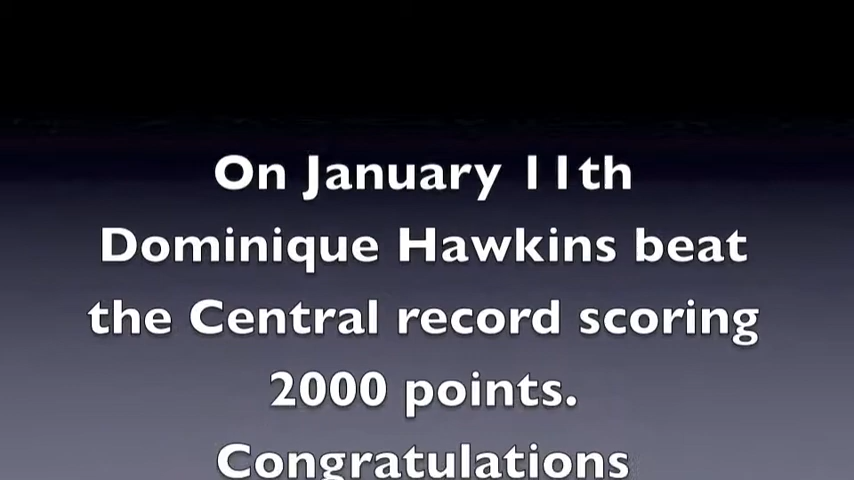 On January 11th
Dominique Hawkins beat
the Central record scoring
2000 points.
Congratulations